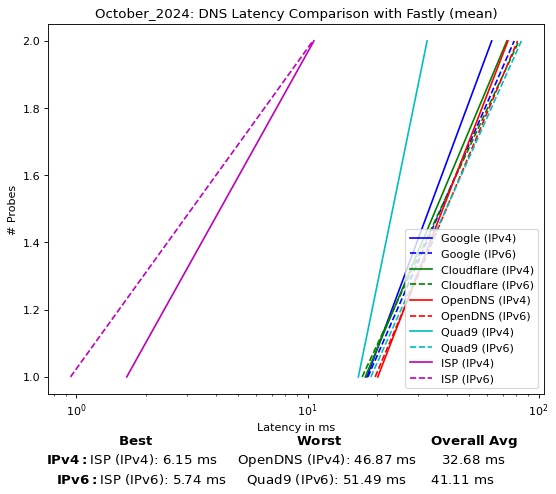 October_2024: DNS Latency Comparison with Fastly (mean)
2.0
1.8
1.6
1.4
1.2
1.0
# Probes
Google (IPv4)
Google (IPv6)
Cloudflare (IPv4)
Cloudflare (IPv6)
OpenDNS (IPv4)
OpenDNS (IPv6)
Quad9 (IPv4)
Quad9 (IPv6)
ISP (IPv4)
ISP (IPv6)
10⁰ 10¹ 10²
Latency in ms
Best Worst Overall Avg
IPv4: ISP (IPv4): 6.15 ms OpenDNS (IPv4): 46.87 ms 32.68 ms
IPv6: ISP (IPv6): 5.74 ms Quad9 (IPv6): 51.49 ms 41.11 ms